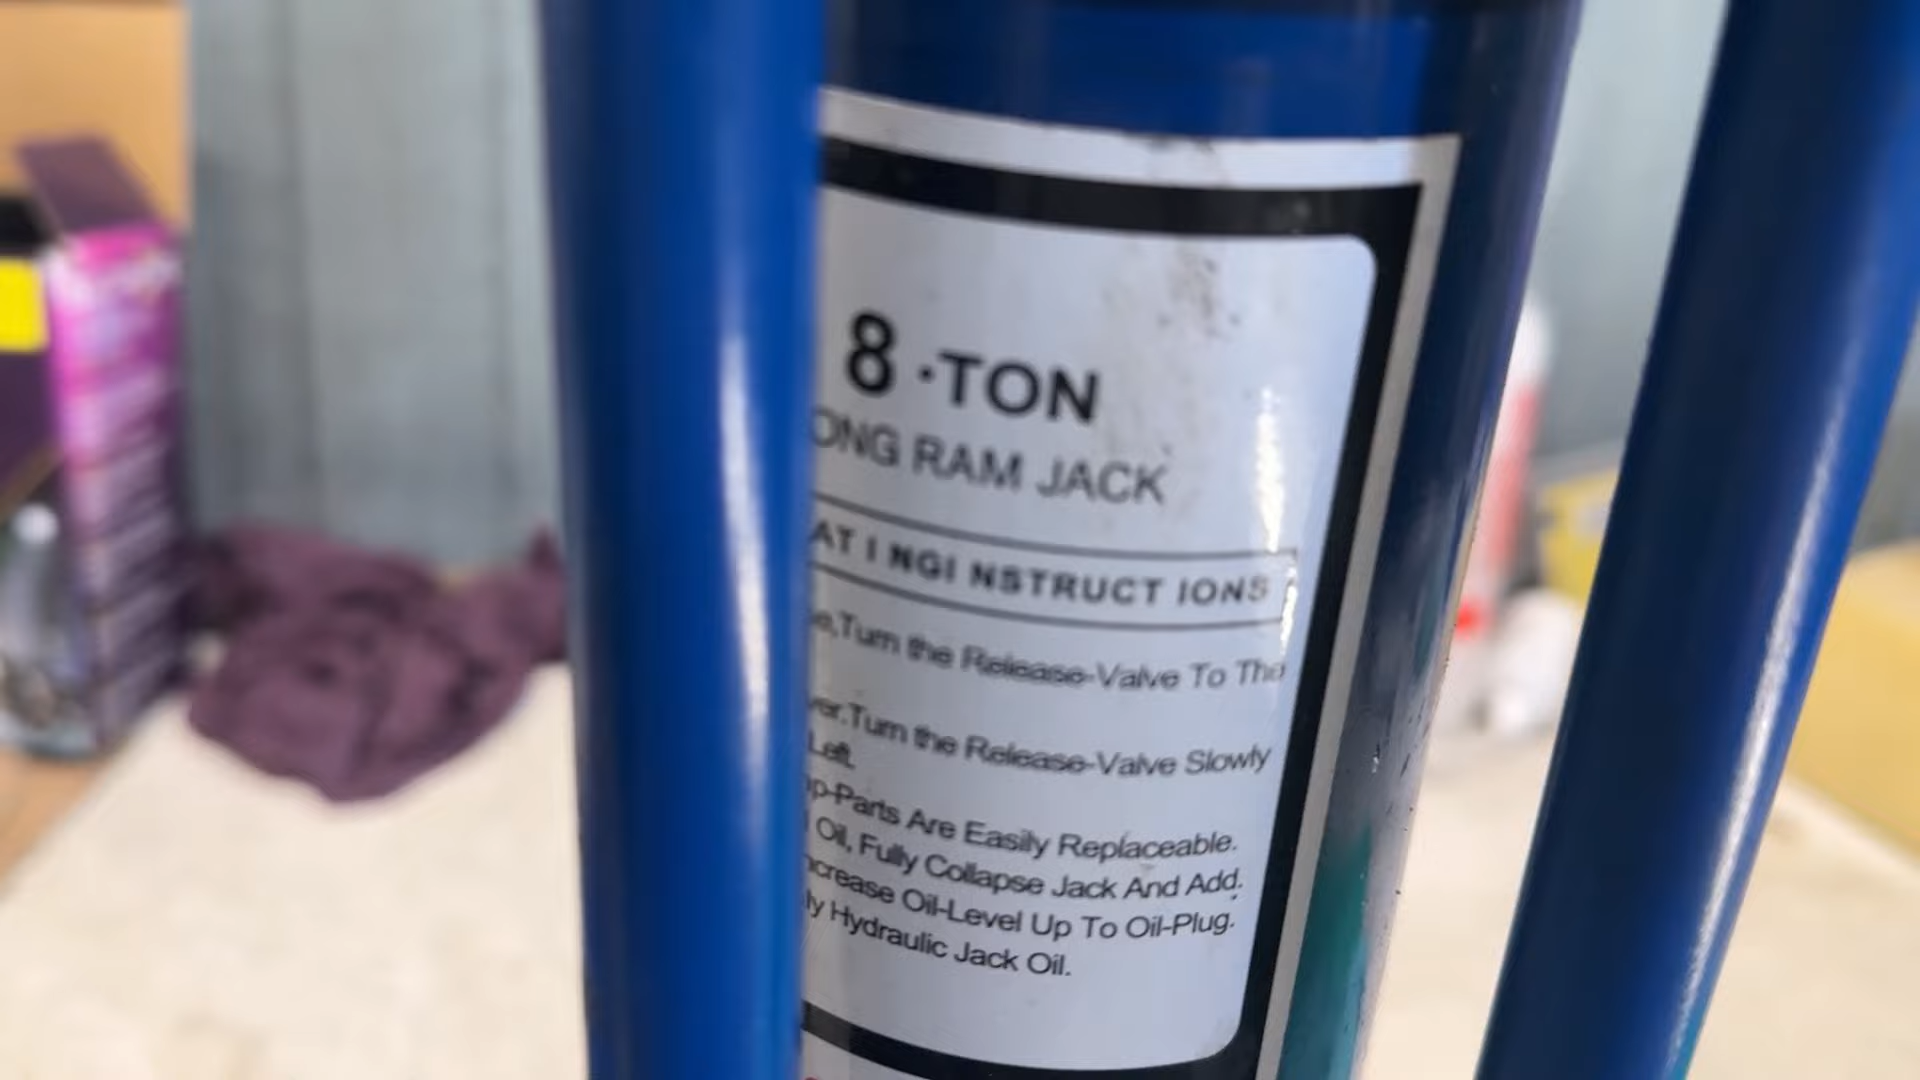 8·TON
ONG RAM JACK
AT I NGI NSTRUCT IONS
e,Turn the Release-Valve To The
er,Turn the Release-Valve Slowly
Left.
p-Parts Are Easily Replaceable.
Oil, Fully Collapse Jack And Add.
ncrease Oil-Level Up To Oil-Plug.
ly Hydraulic Jack Oil.